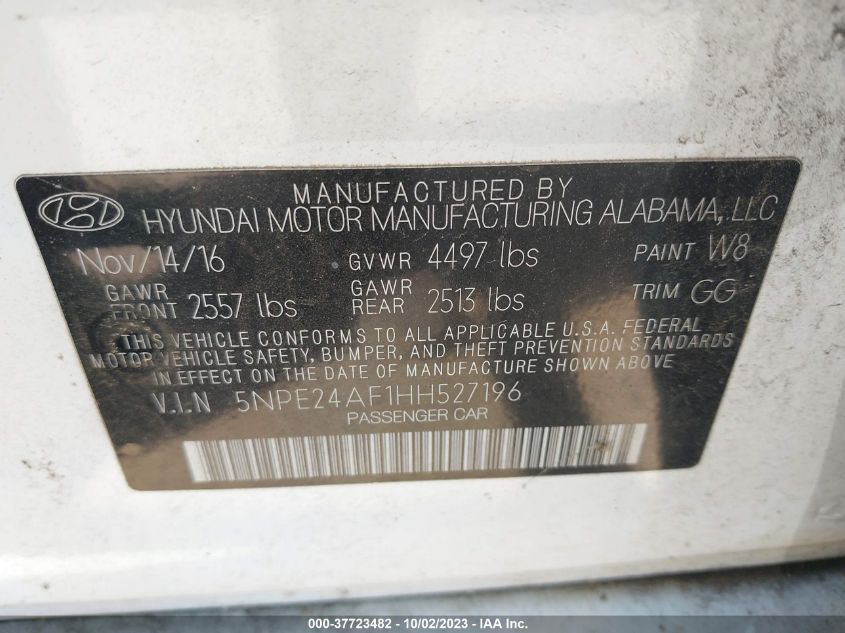 MANUFACTURED BY
HYUNDAI MOTOR MANUFACTURING ALABAMA, LLC
Nov/14/16 GVWR 4497 lbs PAINT W8
GAWR FRONT 2557 lbs GAWR REAR 2513 lbs TRIM GG
THIS VEHICLE CONFORMS TO ALL APPLICABLE U.S.A. FEDERAL
MOTOR VEHICLE SAFETY, BUMPER, AND THEFT PREVENTION STANDARDS
IN EFFECT ON THE DATE OF MANUFACTURE SHOWN ABOVE
V.I.N 5NPE24AF1HH527196
PASSENGER CAR
000-37723482 - 10/02/2023 - IAA Inc.